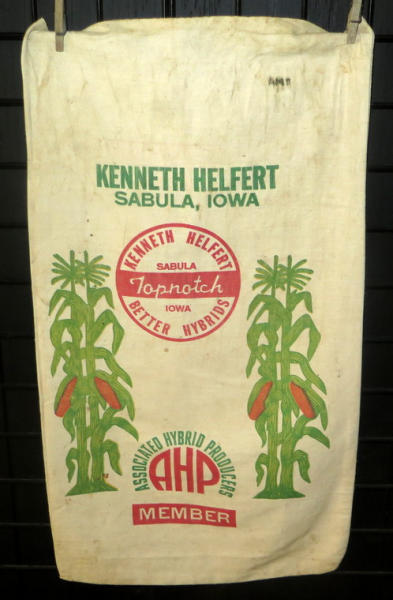 KENNETH HELFERT
SABULA, IOWA
KENNETH HELFERT
SABULA
Topnotch
IOWA
BETTER HYBRIDS
ASSOCIATED HYBRID PRODUCERS
AHP
MEMBER